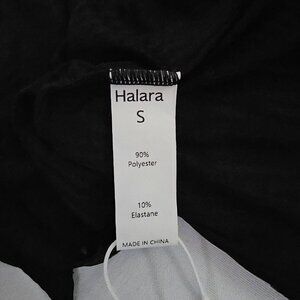 Halara
S
90%
Polyester
10%
Elastane
MADE IN CHINA